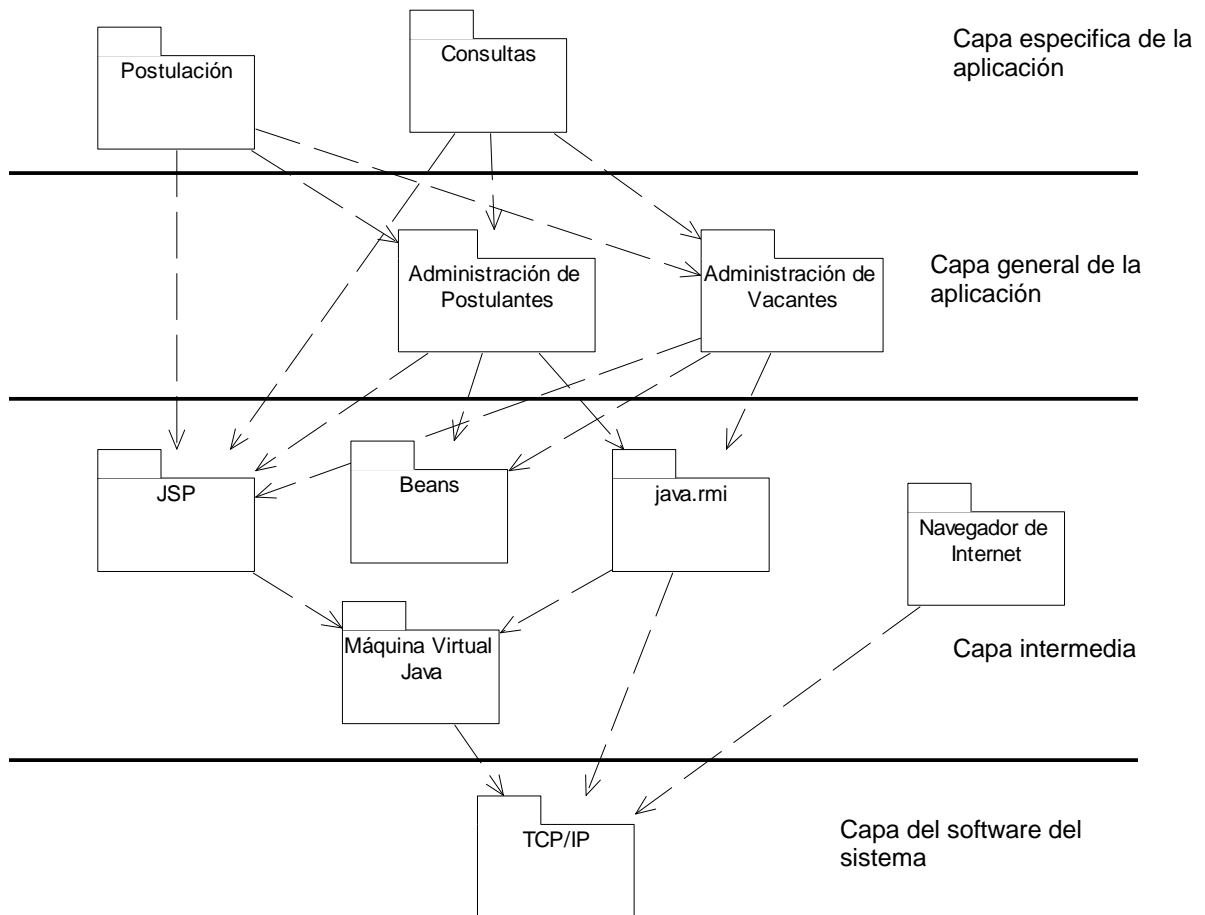 Postulación
Consultas
Capa especifica de la
aplicación
Administración de
Postulantes
Administración de
Vacantes
Capa general de la
aplicación
JSP
Beans
java.rmi
Navegador de
Internet
Máquina Virtual
Java
Capa intermedia
TCP/IP
Capa del software del
sistema